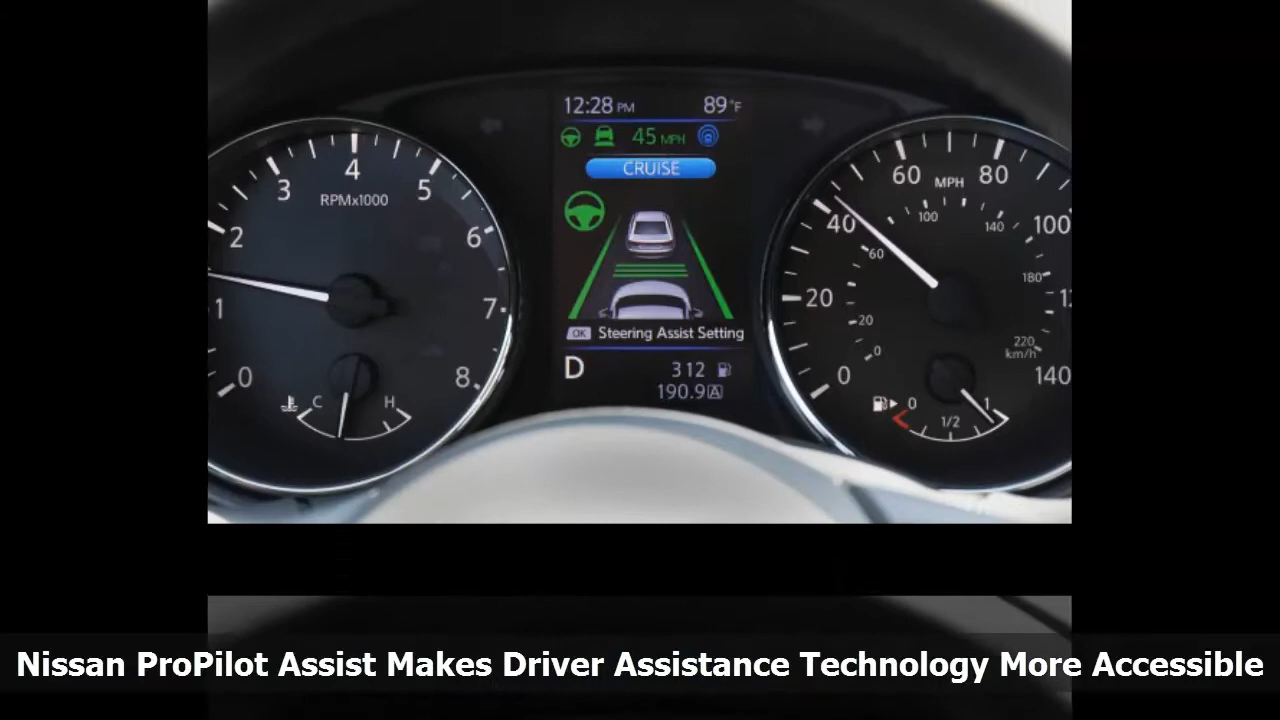 12:28 PM 89°F
45 MPH
CRUISE
OK Steering Assist Setting
D 312
190.9 A
RPMx1000
0 1 2 3 4 5 6 7 8
C H
MPH
0 20 40 60 80 100 12 140
0 20 60 100 140 180 220
km/h
0 1/2 1
Nissan ProPilot Assist Makes Driver Assistance Technology More Accessible